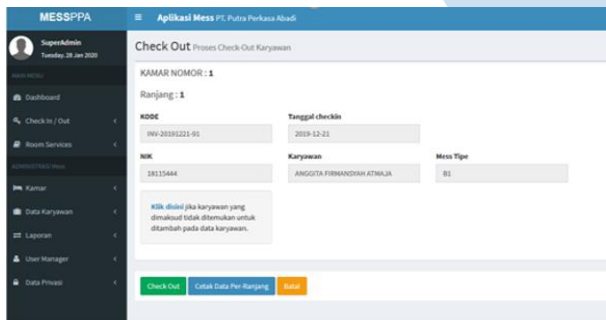 MESSPPA
Aplikasi Mess PT. Putra Perkasa Abadi
SuperAdmin
Tuesday, 28 Jan 2020
MAIN MENU
Dashboard
Check In / Out
Room Services
ADMINISTRASI Mess
Kamar
Data Karyawan
Laporan
User Manager
Data Privasi
Check Out Proses Check Out Karyawan
KAMAR NOMOR : 1
Ranjang : 1
KODE
Tanggal checkin
INV-20191221-01
2019-12-21
NIK
Karyawan
Mess Tipe
18115444
ANGGITA FIRMANSYAH ATMAJA
B1
Klik disini jika karyawan yang
dimaksud tidak ditemukan untuk
ditambah pada data karyawan.
Check Out
Cetak Data Per-Ranjang
Batal